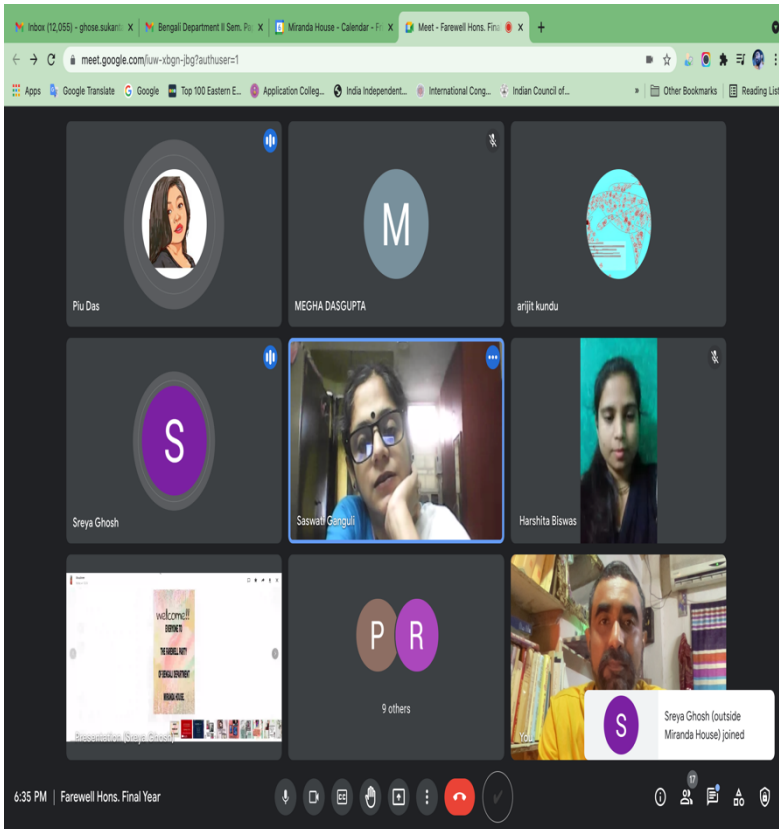 Inbox (12,055) - ghose.sukant
Bengali Department II Sem. Pa
Miranda House - Calendar - Fri
Meet - Farewell Hons. Fina
meet.google.com/iuw-xbgn-jbg?authuser=1
Apps
Google Translate
Google
Top 100 Eastern E...
Application Colleg...
India Independent...
International Cong...
Indian Council of...
»
Other Bookmarks
Reading List
Piu Das
M
MEGHA DASGUPTA
arijit kundu
S
Sreya Ghosh
Saswati Ganguli
Harshita Biswas
welcome!!
EVERYONE TO
THE FAREWELL PARTY
OF BENGALI DEPARTMENT
MIRANDA HOUSE.
Presentation (Sreya Ghosh)
P R
9 others
You
S
Sreya Ghosh (outside
Miranda House) joined
6:35 PM | Farewell Hons. Final Year
CC
17